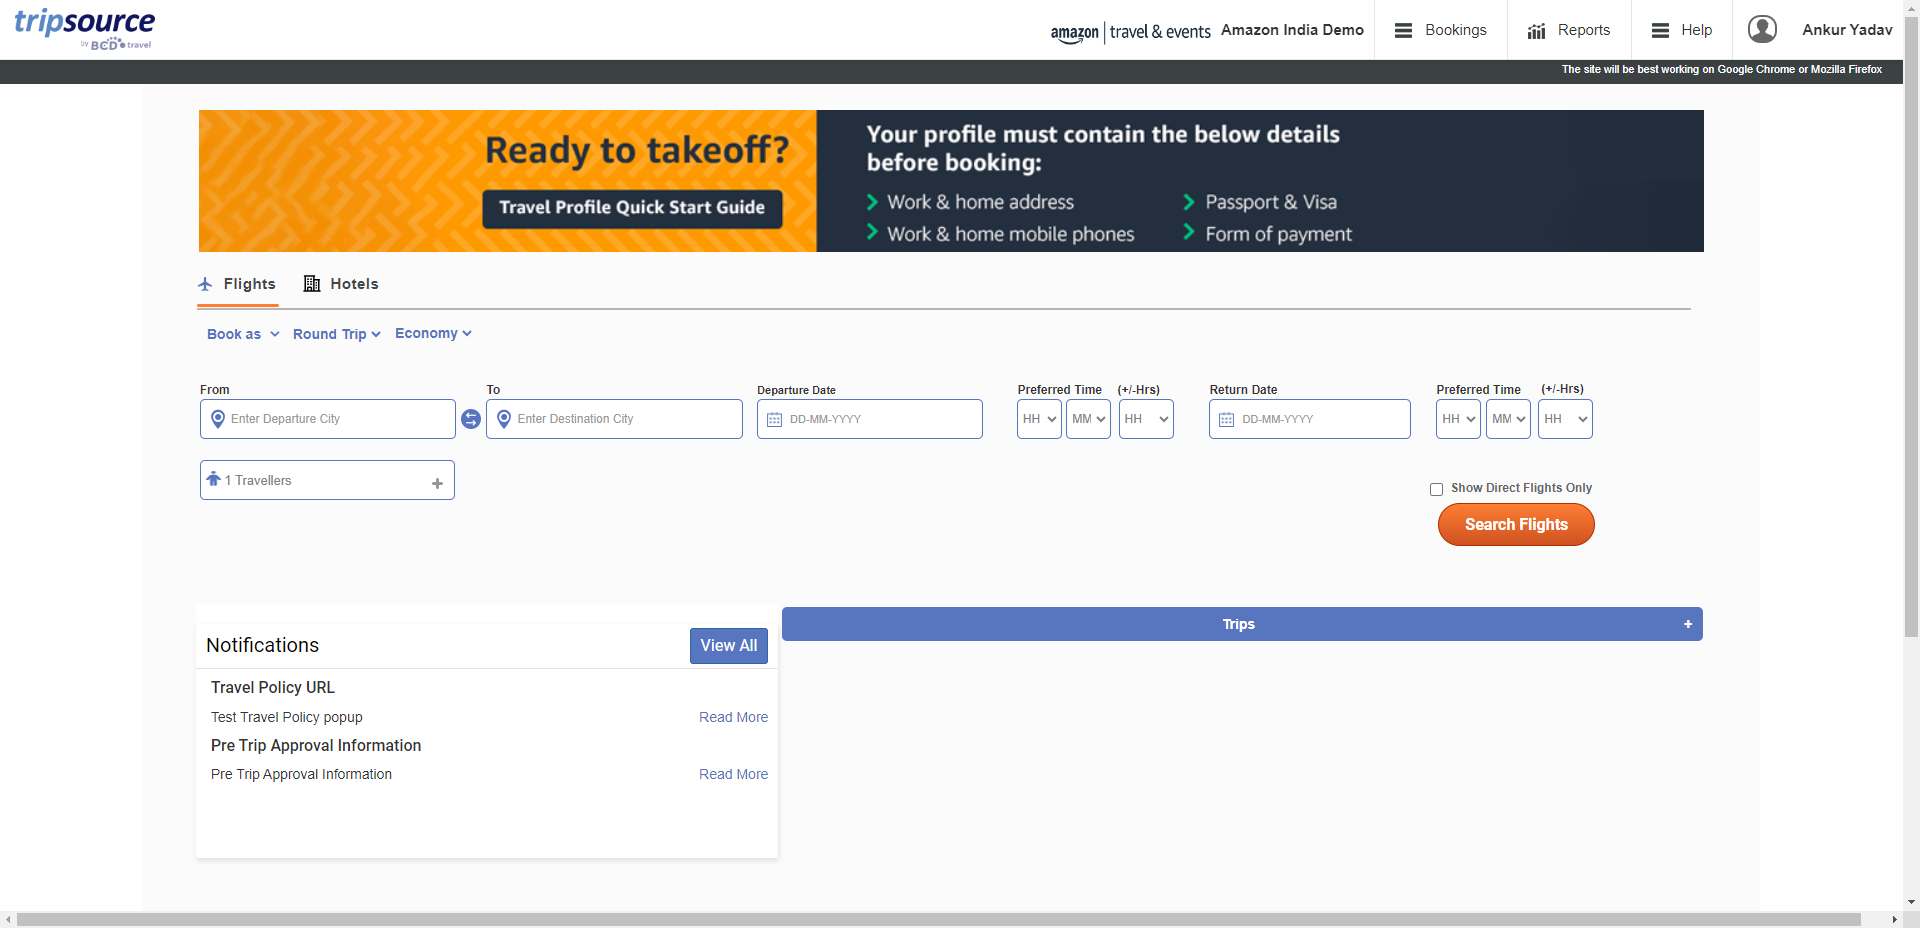 tripsource
by BCD travel
amazon | travel & events Amazon India Demo
Bookings
Reports
Help
Ankur Yadav
The site will be best working on Google Chrome or Mozilla Firefox
Ready to takeoff?
Travel Profile Quick Start Guide
Your profile must contain the below details
before booking:
Work & home address
Passport & Visa
Work & home mobile phones
Form of payment
Flights
Hotels
Book as
Round Trip
Economy
From
To
Departure Date
Preferred Time
(+/-Hrs)
Return Date
Preferred Time
(+/-Hrs)
Enter Departure City
Enter Destination City
DD-MM-YYYY
HH
MM
HH
DD-MM-YYYY
HH
MM
HH
1 Travellers
+
Show Direct Flights Only
Search Flights
Notifications
View All
Trips
+
Travel Policy URL
Test Travel Policy popup
Read More
Pre Trip Approval Information
Pre Trip Approval Information
Read More